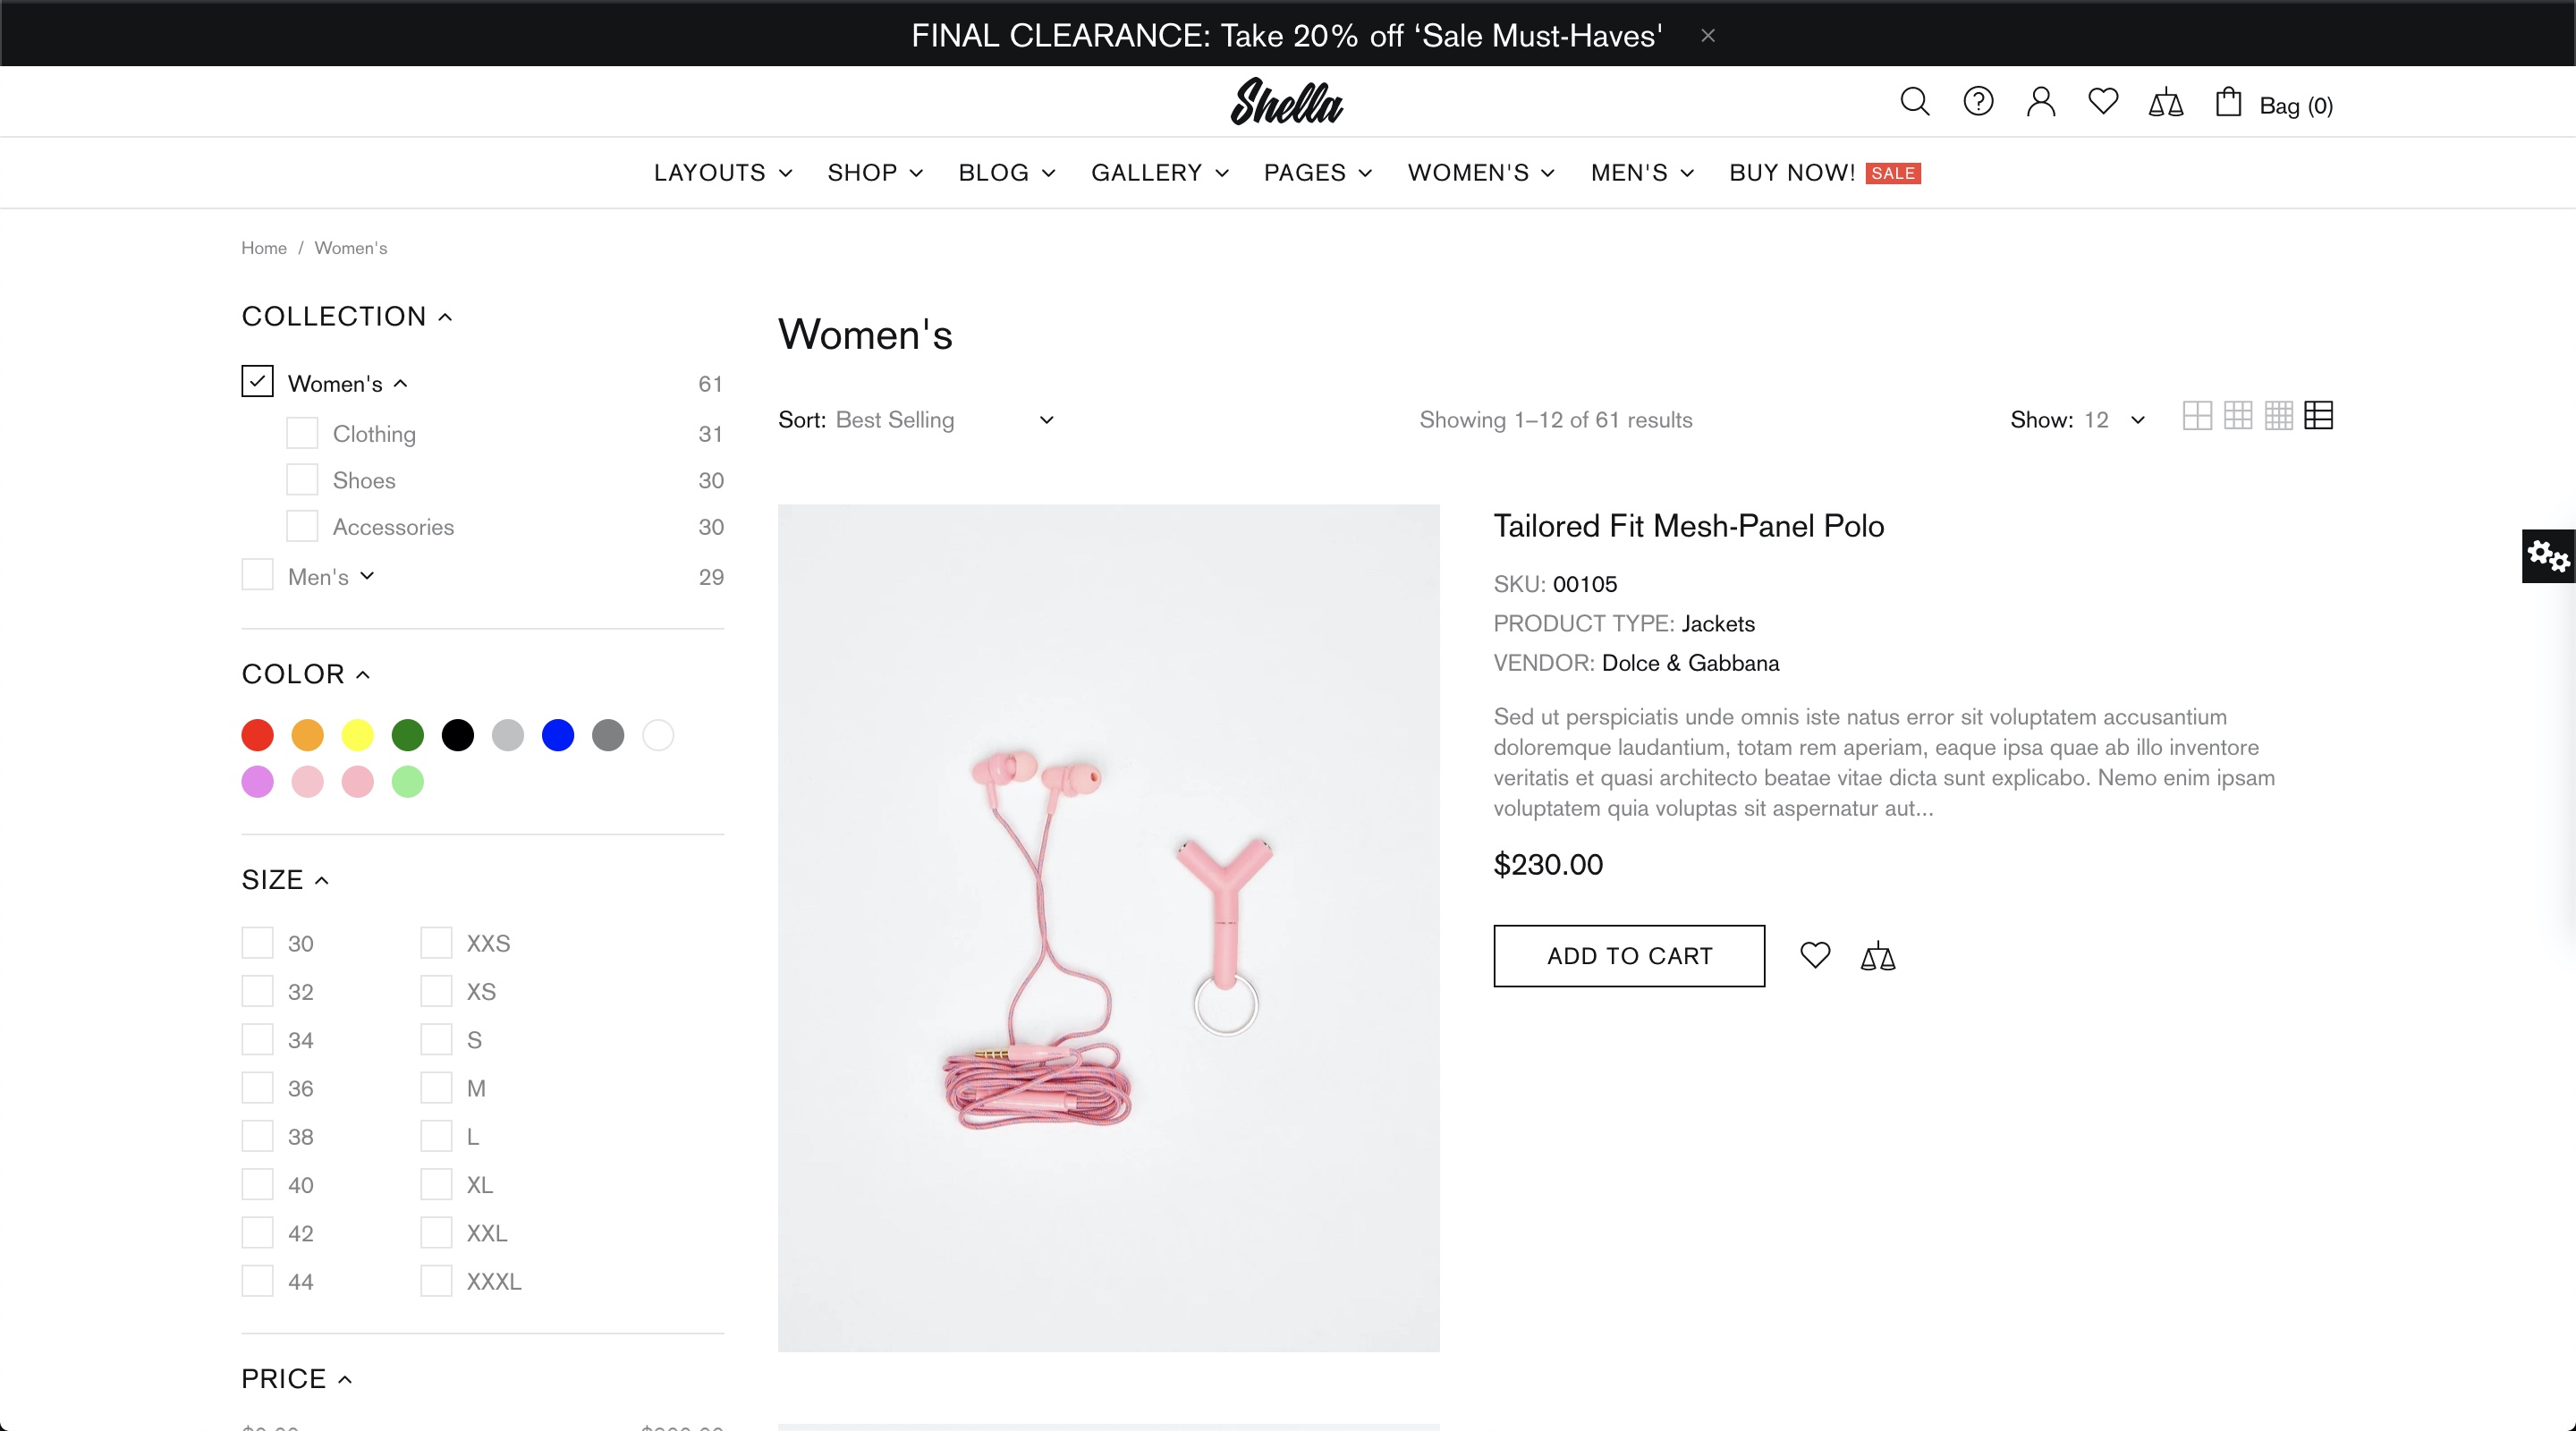 FINAL CLEARANCE: Take 20% off ‘Sale Must-Haves'
Shella
Bag (0)
LAYOUTS
SHOP
BLOG
GALLERY
PAGES
WOMEN'S
MEN'S
BUY NOW! SALE
Home / Women's
COLLECTION
Women's 61
Clothing 31
Shoes 30
Accessories 30
Men's 29
COLOR
SIZE
30
32
34
36
38
40
42
44
XXS
XS
S
M
L
XL
XXL
XXXL
PRICE
Women's
Sort: Best Selling
Showing 1–12 of 61 results
Show: 12
Tailored Fit Mesh-Panel Polo
SKU: 00105
PRODUCT TYPE: Jackets
VENDOR: Dolce & Gabbana
Sed ut perspiciatis unde omnis iste natus error sit voluptatem accusantium
doloremque laudantium, totam rem aperiam, eaque ipsa quae ab illo inventore
veritatis et quasi architecto beatae vitae dicta sunt explicabo. Nemo enim ipsam
voluptatem quia voluptas sit aspernatur aut...
$230.00
ADD TO CART